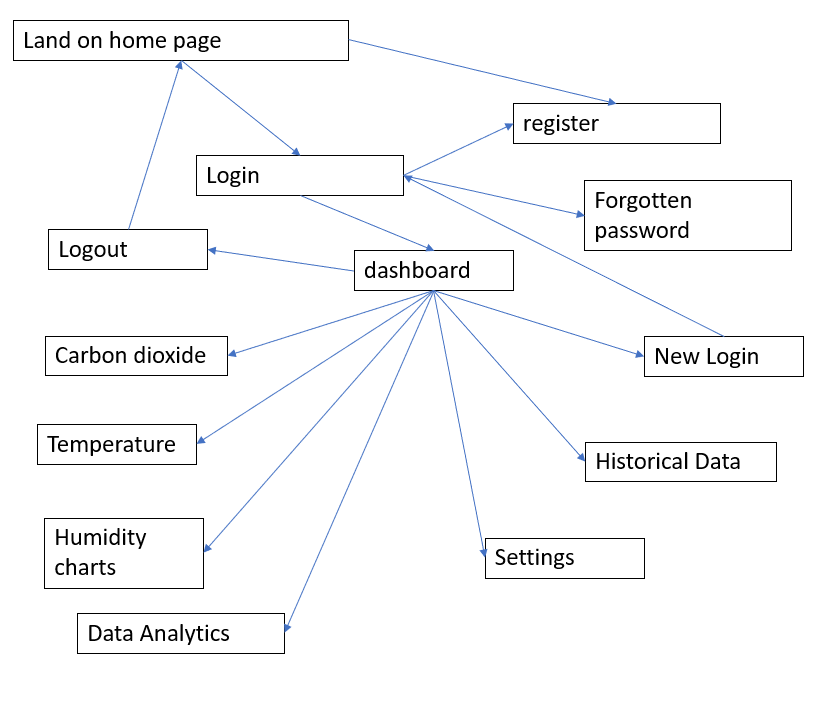 Land on home page
register
Login
Forgotten
password
Logout
dashboard
Carbon dioxide
New Login
Temperature
Historical Data
Humidity
charts
Settings
Data Analytics